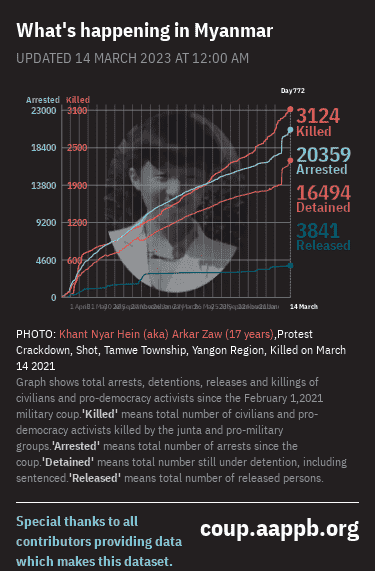 What's happening in Myanmar
UPDATED 14 MARCH 2023 AT 12:00 AM
Day772
Arrested Killed
23000 3100
18400 2500
13800 1900
9200 1200
4600 600
0
3124
Killed
20359
Arrested
16494
Detained
3841
Released
14 March
PHOTO: Khant Nyar Hein (aka) Arkar Zaw (17 years),Protest
Crackdown, Shot, Tamwe Township, Yangon Region, Killed on March
14 2021
Graph shows total arrests, detentions, releases and killings of
civilians and pro-democracy activists since the February 1,2021
military coup.'Killed' means total number of civilians and pro-
democracy activists killed by the junta and pro-military
groups.'Arrested' means total number of arrests since the
coup.'Detained' means total number still under detention, including
sentenced.'Released' means total number of released persons.
Special thanks to all
contributors providing data
which makes this dataset.
coup.aappb.org